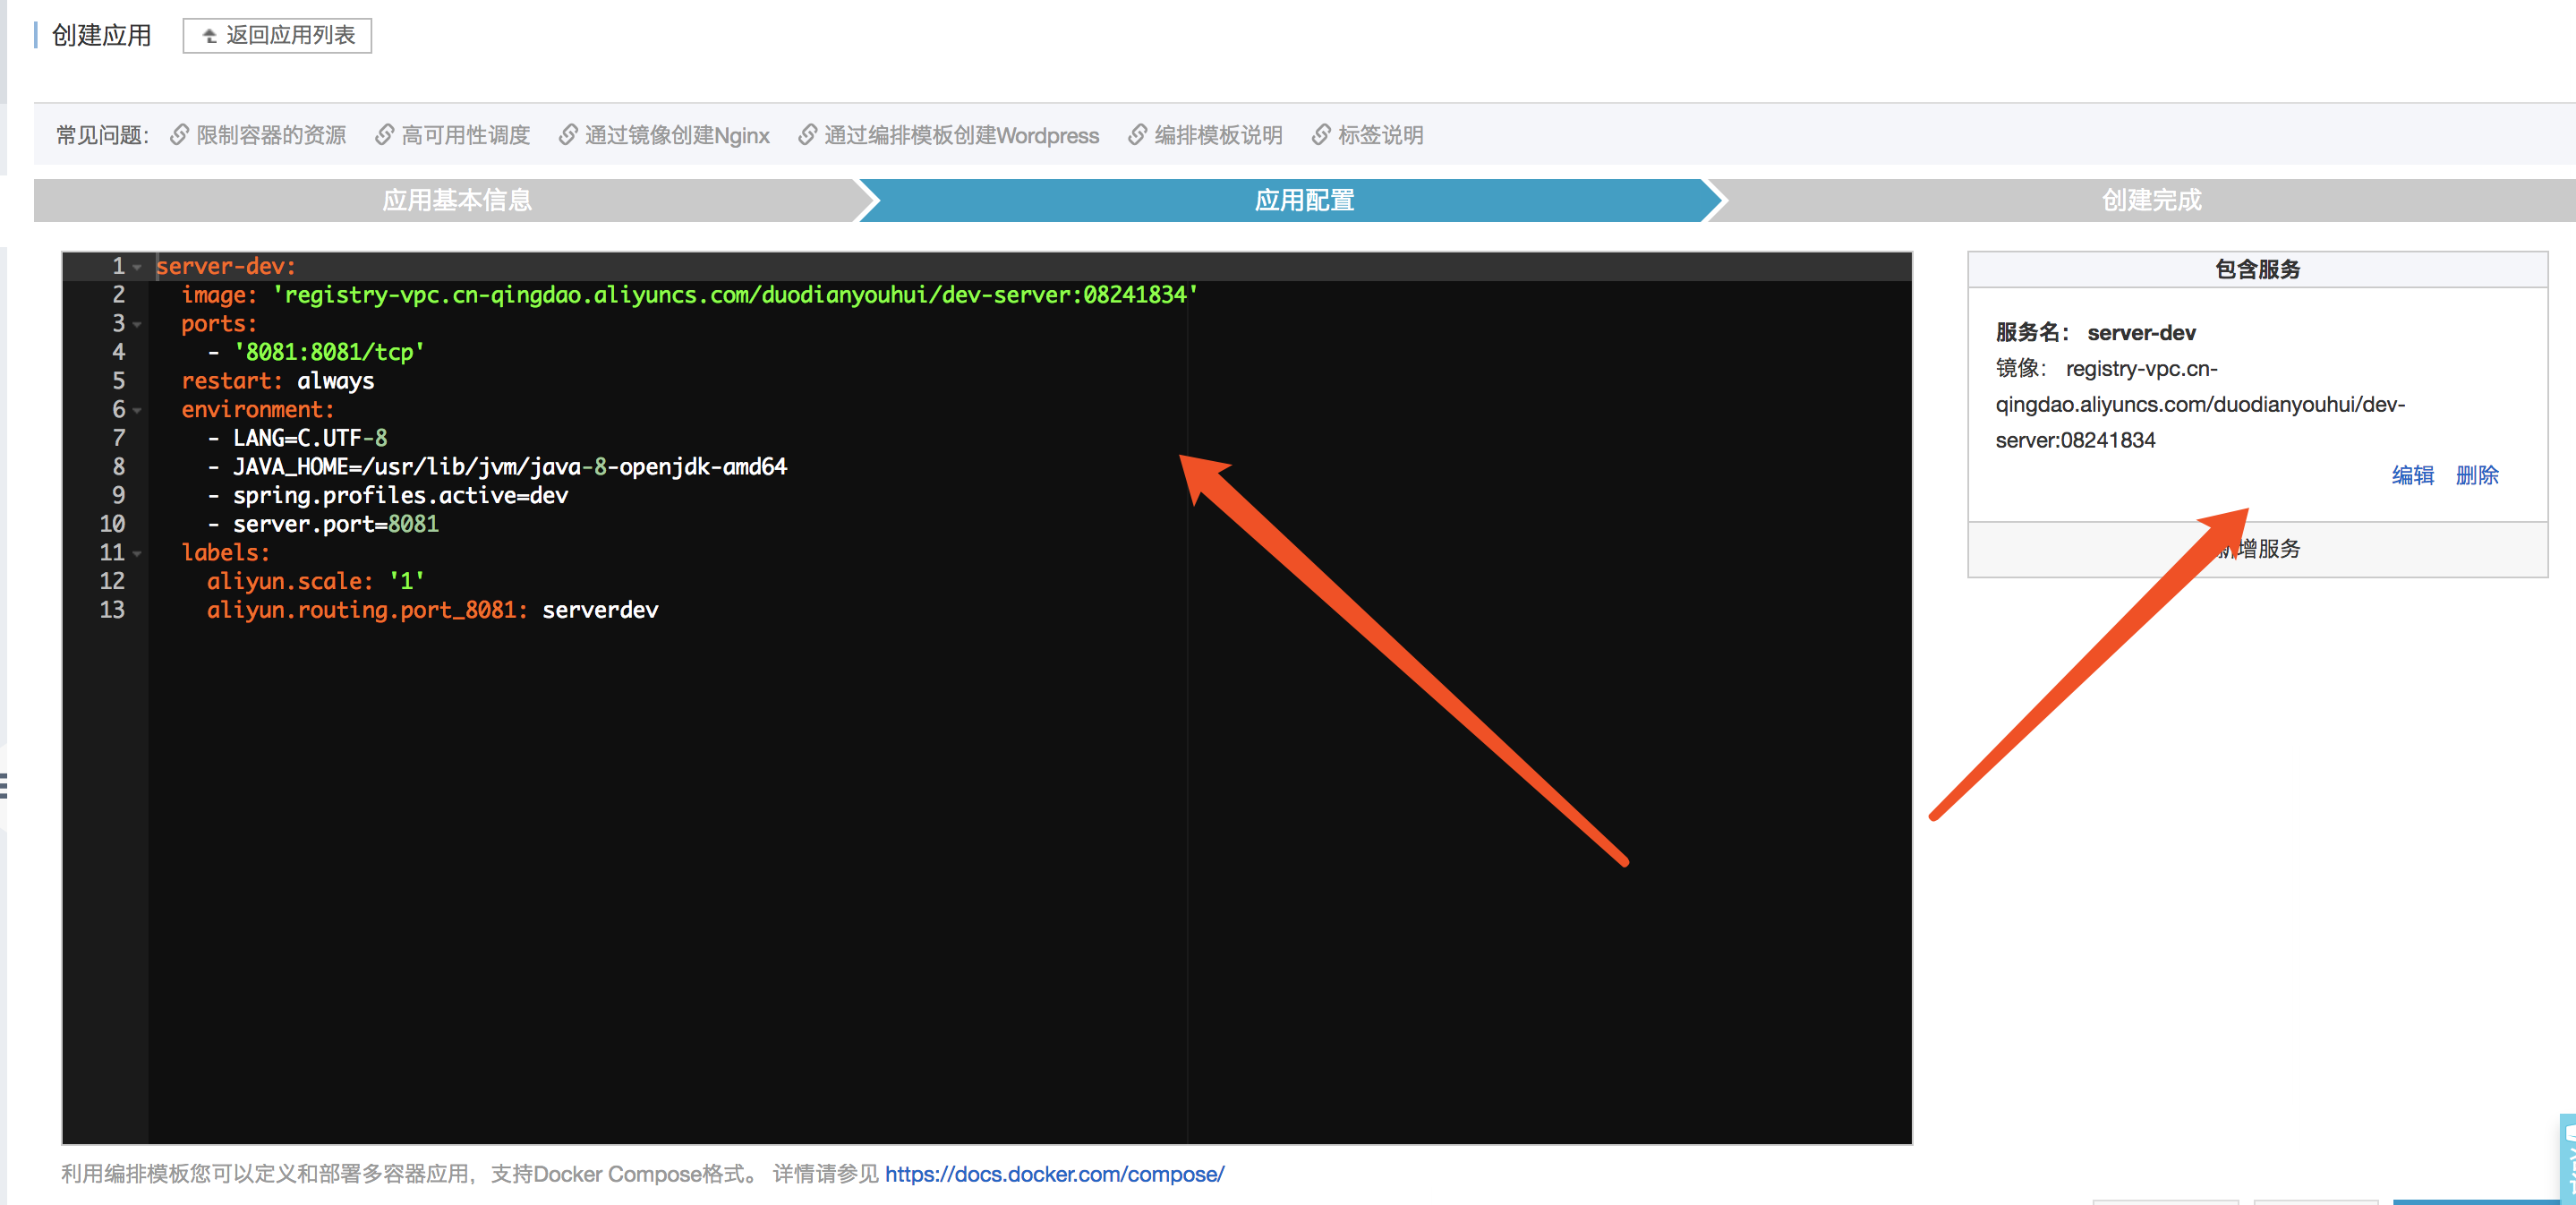 创建应用 返回应用列表
常见问题： 限制容器的资源 高可用性调度 通过镜像创建Nginx 通过编排模板创建Wordpress 编排模板说明 标签说明
应用基本信息 应用配置 创建完成
1 server-dev:
2 image: 'registry-vpc.cn-qingdao.aliyuncs.com/duodianyouhui/dev-server:08241834'
3 ports:
4 - '8081:8081/tcp'
5 restart: always
6 environment:
7 - LANG=C.UTF-8
8 - JAVA_HOME=/usr/lib/jvm/java-8-openjdk-amd64
9 - spring.profiles.active=dev
10 - server.port=8081
11 labels:
12 aliyun.scale: '1'
13 aliyun.routing.port_8081: serverdev
包含服务
服务名： server-dev
镜像： registry-vpc.cn-
qingdao.aliyuncs.com/duodianyouhui/dev-
server:08241834
编辑 删除
新增服务
利用编排模板您可以定义和部署多容器应用，支持Docker Compose格式。 详情请参见 https://docs.docker.com/compose/